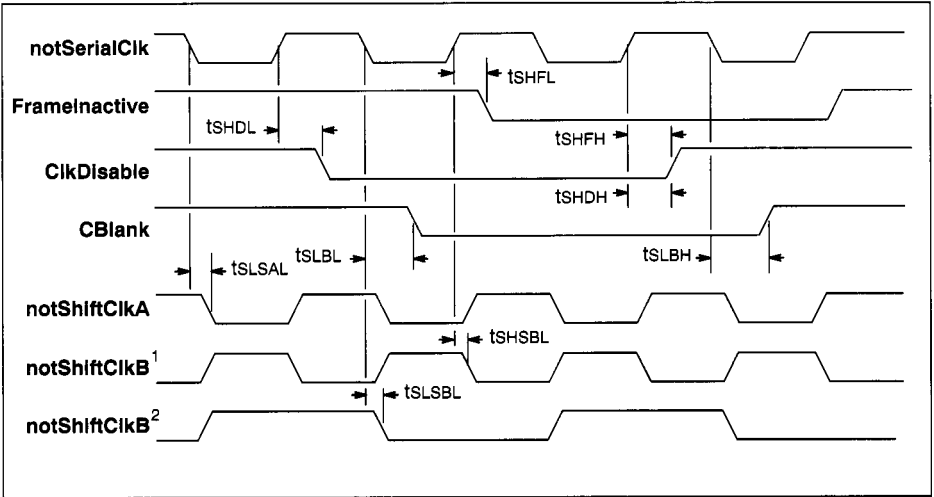 notSerialClk
tSHFL
FrameInactive
tSHDL
tSHFH
ClkDisable
tSHDH
CBlank
tSLBL
tSLBH
tSLSAL
notShiftClkA
tSHSBL
notShiftClkB1
tSLSBL
notShiftClkB2